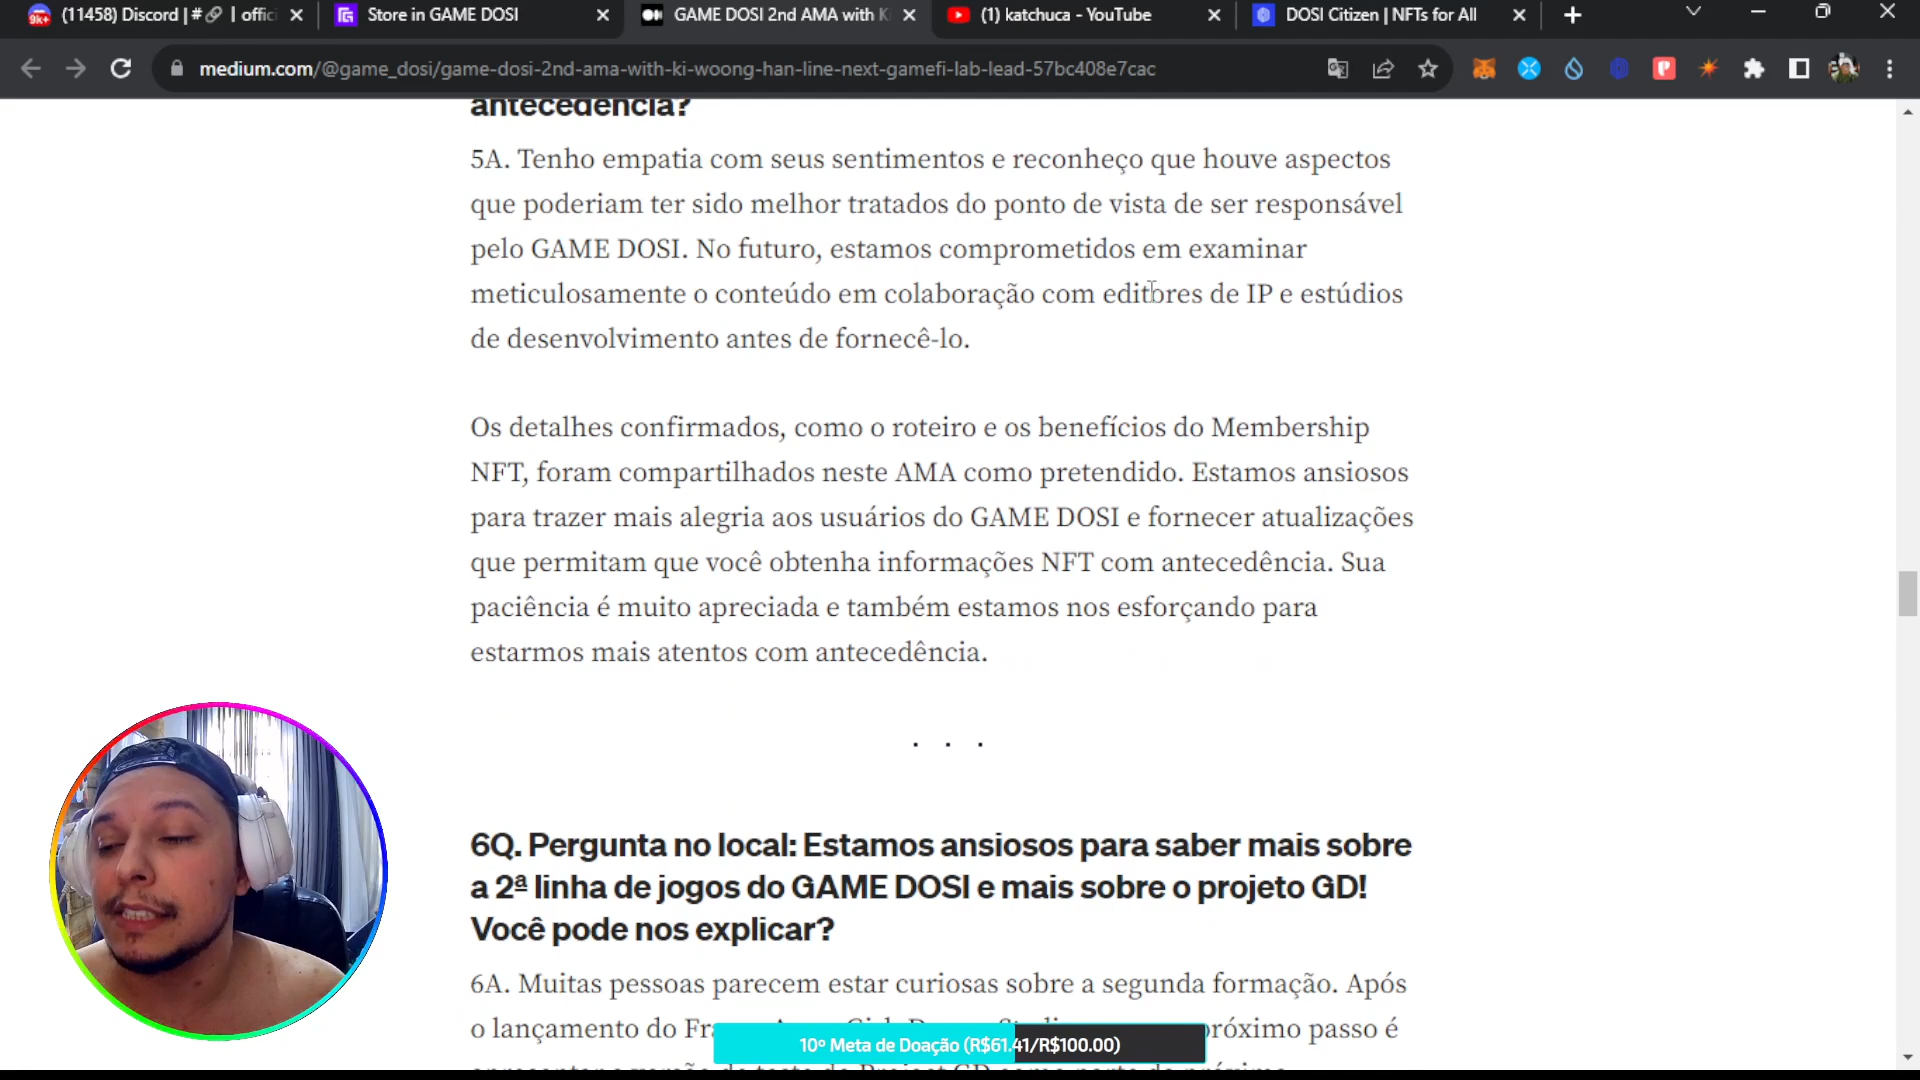 (11458) Discord | # | offic
Store in GAME DOSI
GAME DOSI 2nd AMA with K
(1) katchuca - YouTube
DOSI Citizen | NFTs for All
medium.com/@game_dosi/game-dosi-2nd-ama-with-ki-woong-han-line-next-gamefi-lab-lead-57bc408e7cac
antecedência?
5A. Tenho empatia com seus sentimentos e reconheço que houve aspectos
que poderiam ter sido melhor tratados do ponto de vista de ser responsável
pelo GAME DOSI. No futuro, estamos comprometidos em examinar
meticulosamente o conteúdo em colaboração com editores de IP e estúdios
de desenvolvimento antes de fornecê-lo.
Os detalhes confirmados, como o roteiro e os benefícios do Membership
NFT, foram compartilhados neste AMA como pretendido. Estamos ansiosos
para trazer mais alegria aos usuários do GAME DOSI e fornecer atualizações
que permitam que você obtenha informações NFT com antecedência. Sua
paciência é muito apreciada e também estamos nos esforçando para
estarmos mais atentos com antecedência.
. . .
6Q. Pergunta no local: Estamos ansiosos para saber mais sobre
a 2ª linha de jogos do GAME DOSI e mais sobre o projeto GD!
Você pode nos explicar?
6A. Muitas pessoas parecem estar curiosas sobre a segunda formação. Após
o lançamento do próximo passo é
10º Meta de Doação (R$61.41/R$100.00)